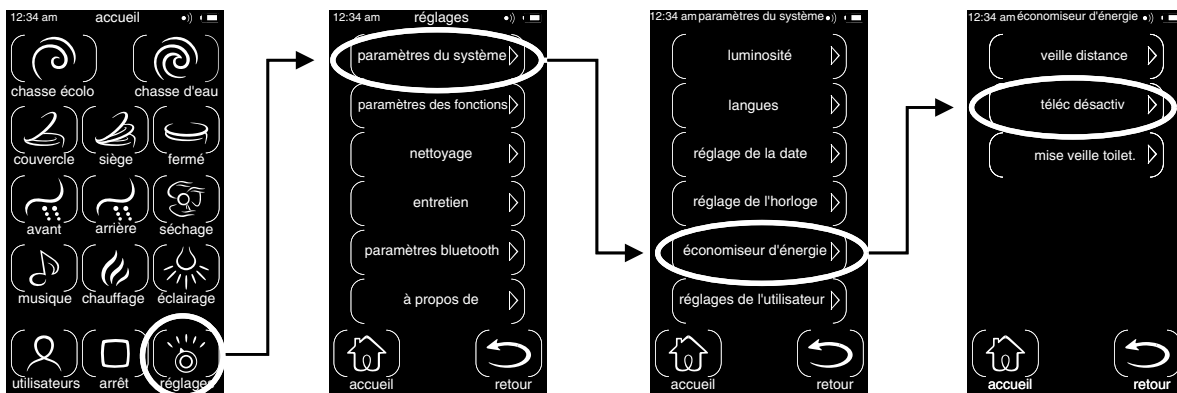 12:34 am accueil
chasse écolo chasse d'eau
couvercle siège fermé
avant arrière séchage
musique chauffage éclairage
utilisateurs arrêt réglages
12:34 am réglages
paramètres du système
paramètres des fonctions
nettoyage
entretien
paramètres bluetooth
à propos de
accueil retour
12:34 am paramètres du système
luminosité
langues
réglage de la date
réglage de l'horloge
économiseur d'énergie
réglages de l'utilisateur
accueil retour
12:34 am économiseur d'énergie
veille distance
téléc désactiv
mise veille toilet.
accueil retour